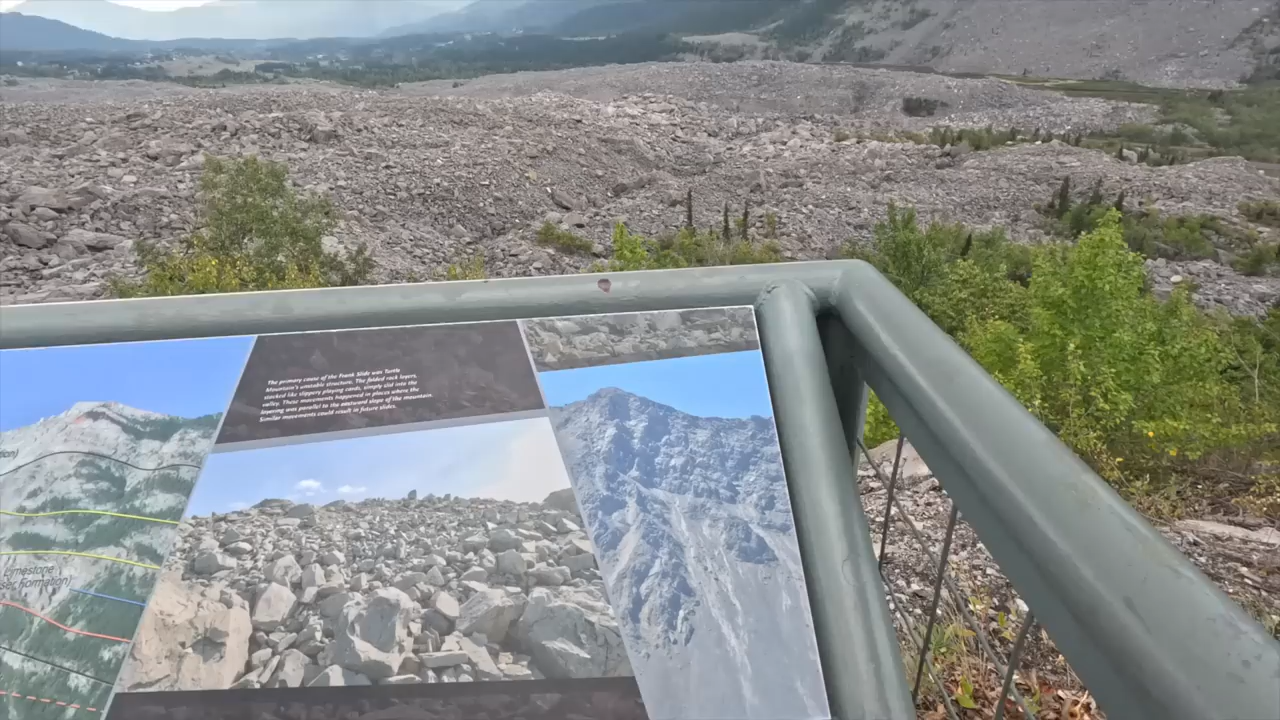 The primary cause of the Frank Slide was Turtle
Mountain's unstable structure. The folded rock layers,
stacked like slippery playing cards, simply slid into the
valley. These movements happened in places where the
layering was parallel to the eastward slope of the mountain.
Similar movements could result in future slides.
Limestone